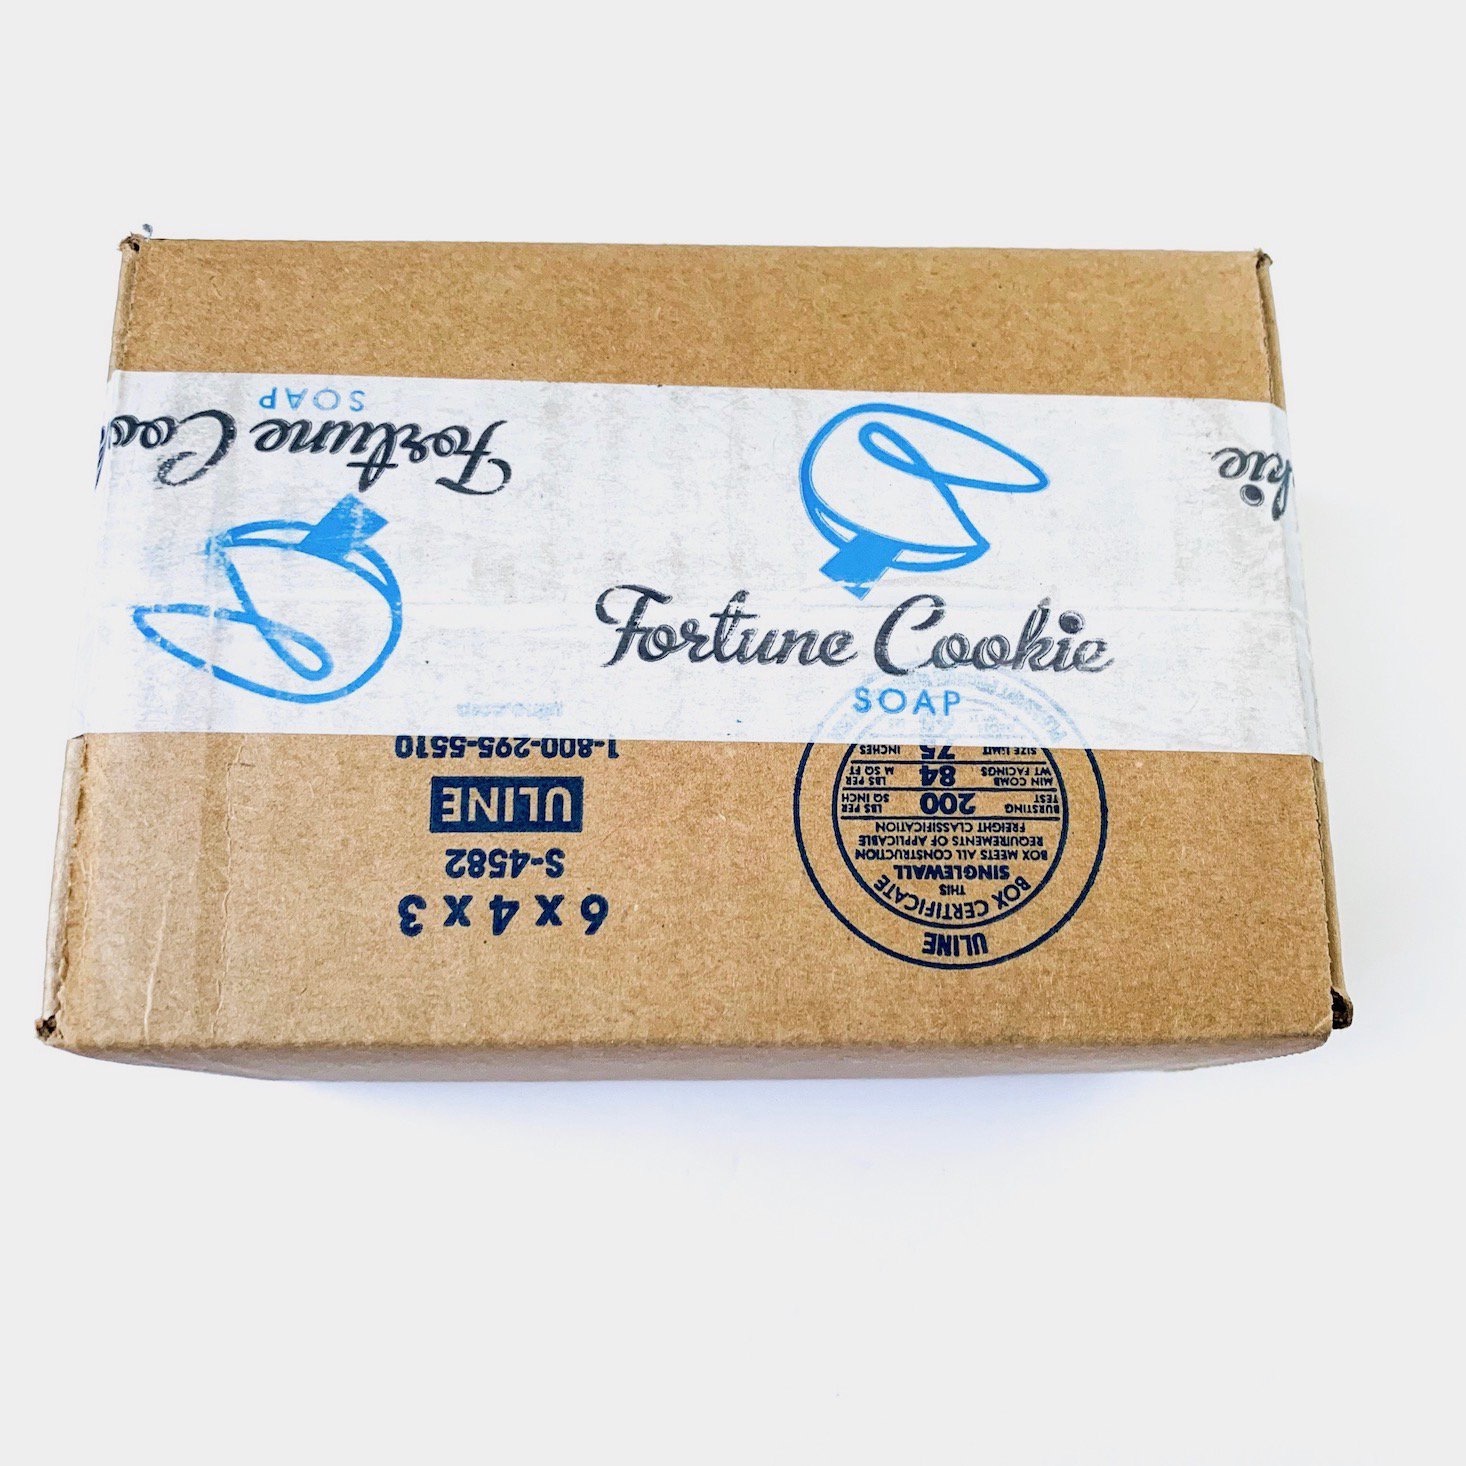 Fortune Cookie
SOAP
Fortune Coo
SOAP
kie
6 x 4 x 3
S-4582
ULINE
1-800-295-5510
ULINE
BOX CERTIFICATE
THIS
SINGLEWALL
BOX MEETS ALL CONSTRUCTION
REQUIREMENTS OF APPLICABLE
FREIGHT CLASSIFICATION
BURSTING TEST 200 LBS PER SQ INCH
MIN COMB WT FACINGS 84 LBS PER M SQ FT
SIZE LIMIT 75 INCHES